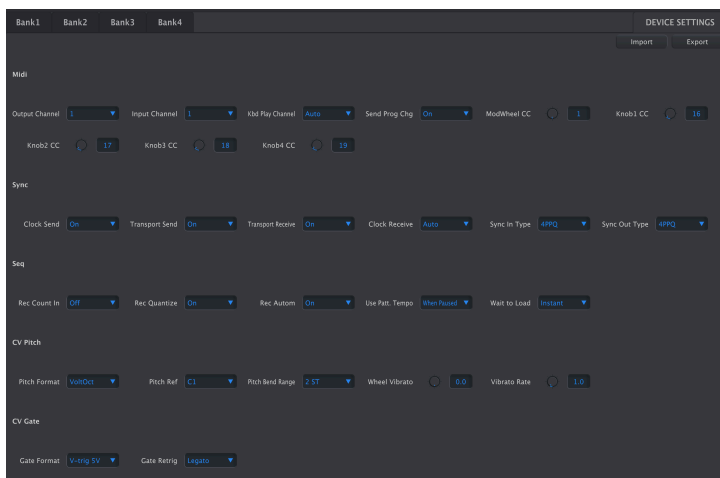 Bank1 Bank2 Bank3 Bank4 DEVICE SETTINGS
Import Export
Midi
Output Channel 1 Input Channel 1 Kbd Play Channel Auto Send Prog Chg On ModWheel CC 1 Knob1 CC 16
Knob2 CC 17 Knob3 CC 18 Knob4 CC 19
Sync
Clock Send On Transport Send On Transport Receive On Clock Receive Auto Sync In Type 4PPQ Sync Out Type 4PPQ
Seq
Rec Count In Off Rec Quantize On Rec Autom On Use Patt. Tempo When Paused Wait to Load Instant
CV Pitch
Pitch Format VoltOct Pitch Ref C1 Pitch Bend Range 2 ST Wheel Vibrato 0.0 Vibrato Rate 1.0
CV Gate
Gate Format V-trig 5V Gate Retrig Legato